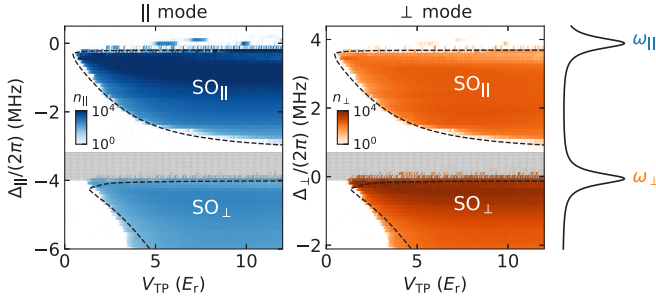 ∥ mode
⊥ mode
0
−2
−4
−6
Δ∥/(2π) (MHz)
n∥
10⁴
10⁰
SO∥
SO⊥
0
5
10
V_TP (E_r)
4
2
0
−2
Δ⊥/(2π) (MHz)
n⊥
10⁴
10⁰
SO∥
SO⊥
0
5
10
V_TP (E_r)
ω∥
ω⊥